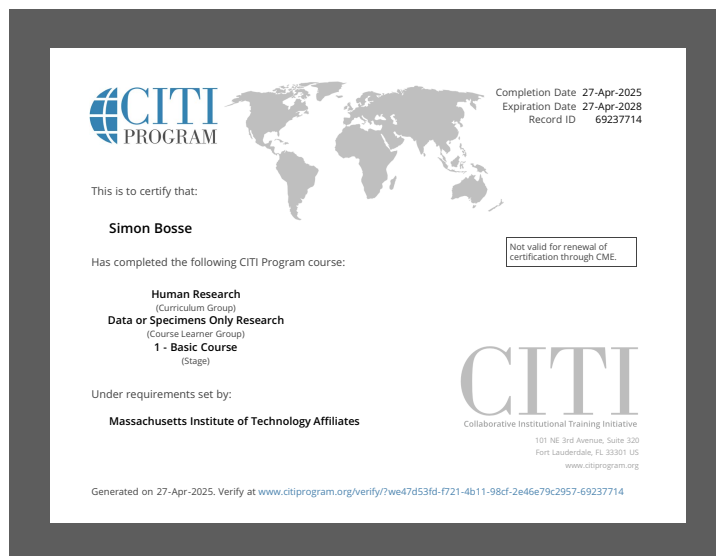 CITI
PROGRAM
Completion Date 27-Apr-2025
Expiration Date 27-Apr-2028
Record ID 69237714
This is to certify that:
Simon Bosse
Not valid for renewal of
certification through CME.
Has completed the following CITI Program course:
Human Research
(Curriculum Group)
Data or Specimens Only Research
(Course Learner Group)
1 - Basic Course
(Stage)
Under requirements set by:
Massachusetts Institute of Technology Affiliates
CITI
Collaborative Institutional Training Initiative
101 NE 3rd Avenue, Suite 320
Fort Lauderdale, FL 33301 US
www.citiprogram.org
Generated on 27-Apr-2025. Verify at www.citiprogram.org/verify/?we47d53fd-f721-4b11-98cf-2e46e79c2957-69237714